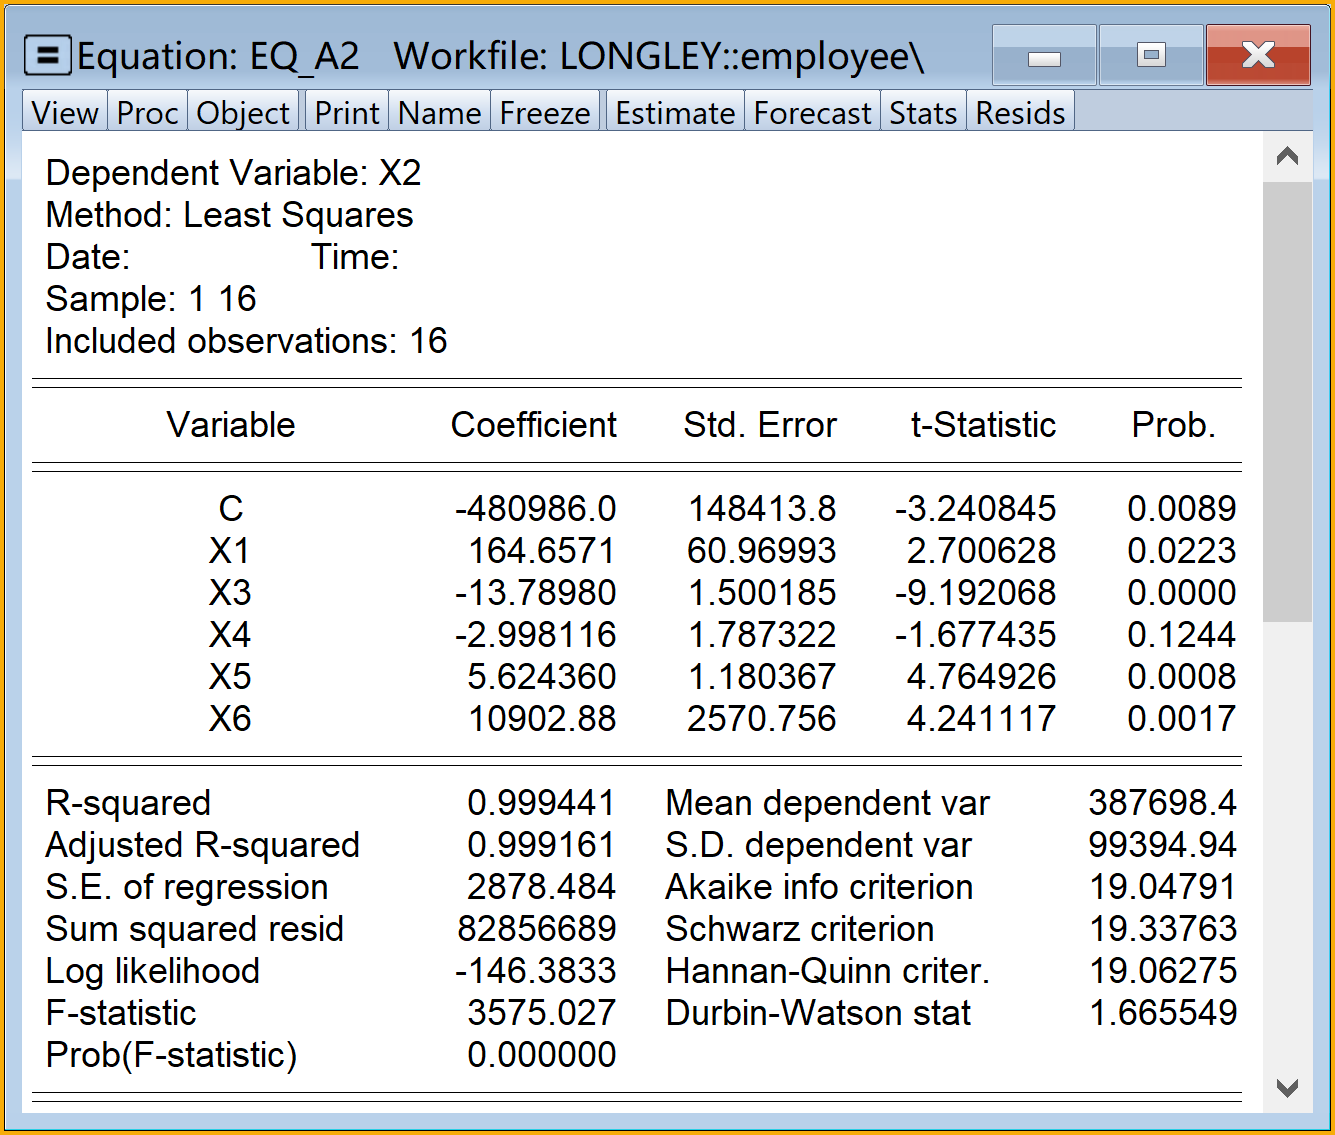 Equation: EQ_A2 Workfile: LONGLEY::employee\
View Proc Object Print Name Freeze Estimate Forecast Stats Resids
Dependent Variable: X2
Method: Least Squares
Date: Time:
Sample: 1 16
Included observations: 16
Variable Coefficient Std. Error t-Statistic Prob.
C -480986.0 148413.8 -3.240845 0.0089
X1 164.6571 60.96993 2.700628 0.0223
X3 -13.78980 1.500185 -9.192068 0.0000
X4 -2.998116 1.787322 -1.677435 0.1244
X5 5.624360 1.180367 4.764926 0.0008
X6 10902.88 2570.756 4.241117 0.0017
R-squared 0.999441 Mean dependent var 387698.4
Adjusted R-squared 0.999161 S.D. dependent var 99394.94
S.E. of regression 2878.484 Akaike info criterion 19.04791
Sum squared resid 82856689 Schwarz criterion 19.33763
Log likelihood -146.3833 Hannan-Quinn criter. 19.06275
F-statistic 3575.027 Durbin-Watson stat 1.665549
Prob(F-statistic) 0.000000